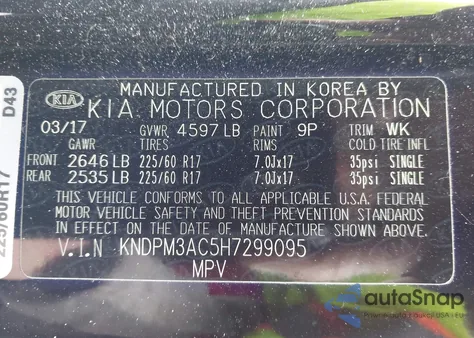 MANUFACTURED IN KOREA BY
KIA KIA MOTORS CORPORATION
03/17 GVWR 4597 LB PAINT 9P TRIM WK
GAWR TIRES RIMS COLD TIRE INFL
FRONT 2646 LB 225/60 R17 7.0Jx17 35psi SINGLE
REAR 2535 LB 225/60 R17 7.0Jx17 35psi SINGLE
THIS VEHICLE CONFORMS TO ALL APPLICABLE U.S.A. FEDERAL
MOTOR VEHICLE SAFETY AND THEFT PREVENTION STANDARDS
IN EFFECT ON THE DATE OF
MANUFACTURE SHOWN ABOVE.
V.I.N KNDPM3AC5H7299095
MPV
D43
225/60R17
autoSnap